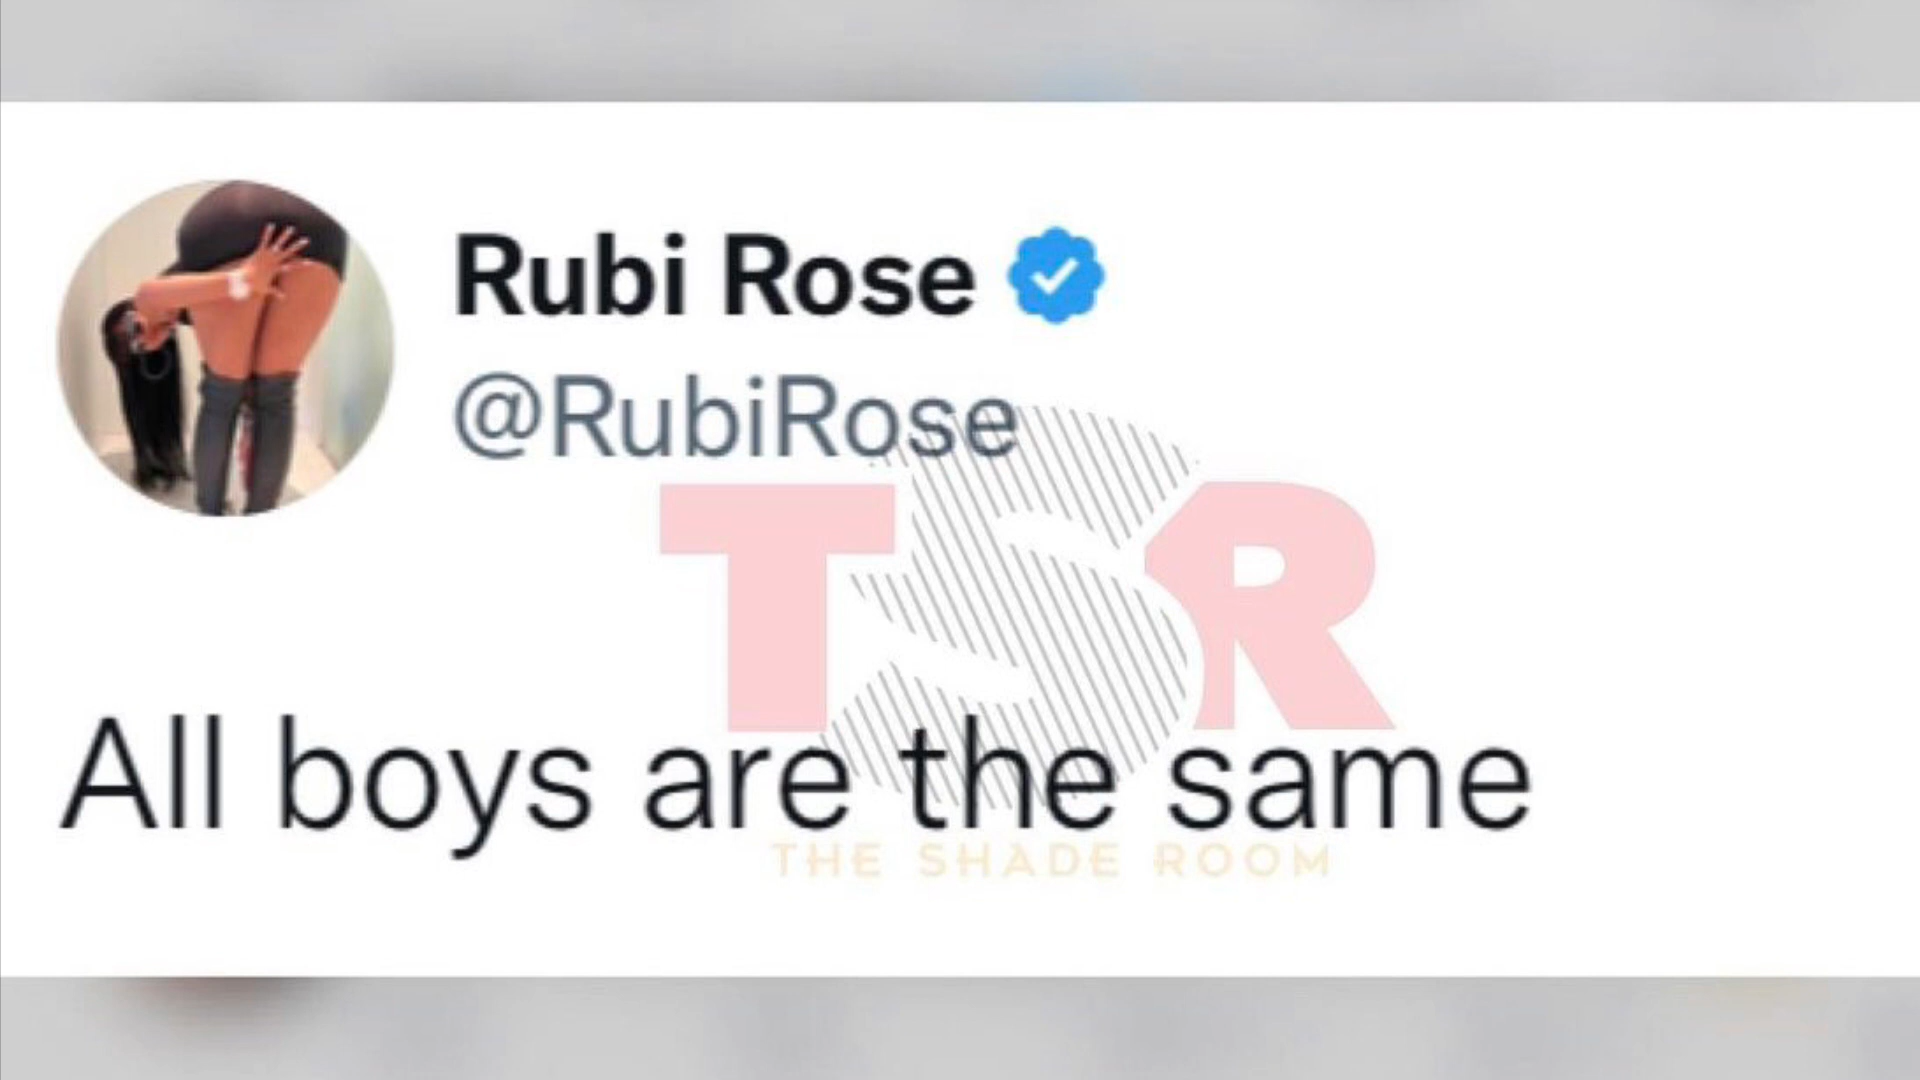 Rubi Rose
@RubiRose
TSR
All boys are the same
THE SHADE ROOM